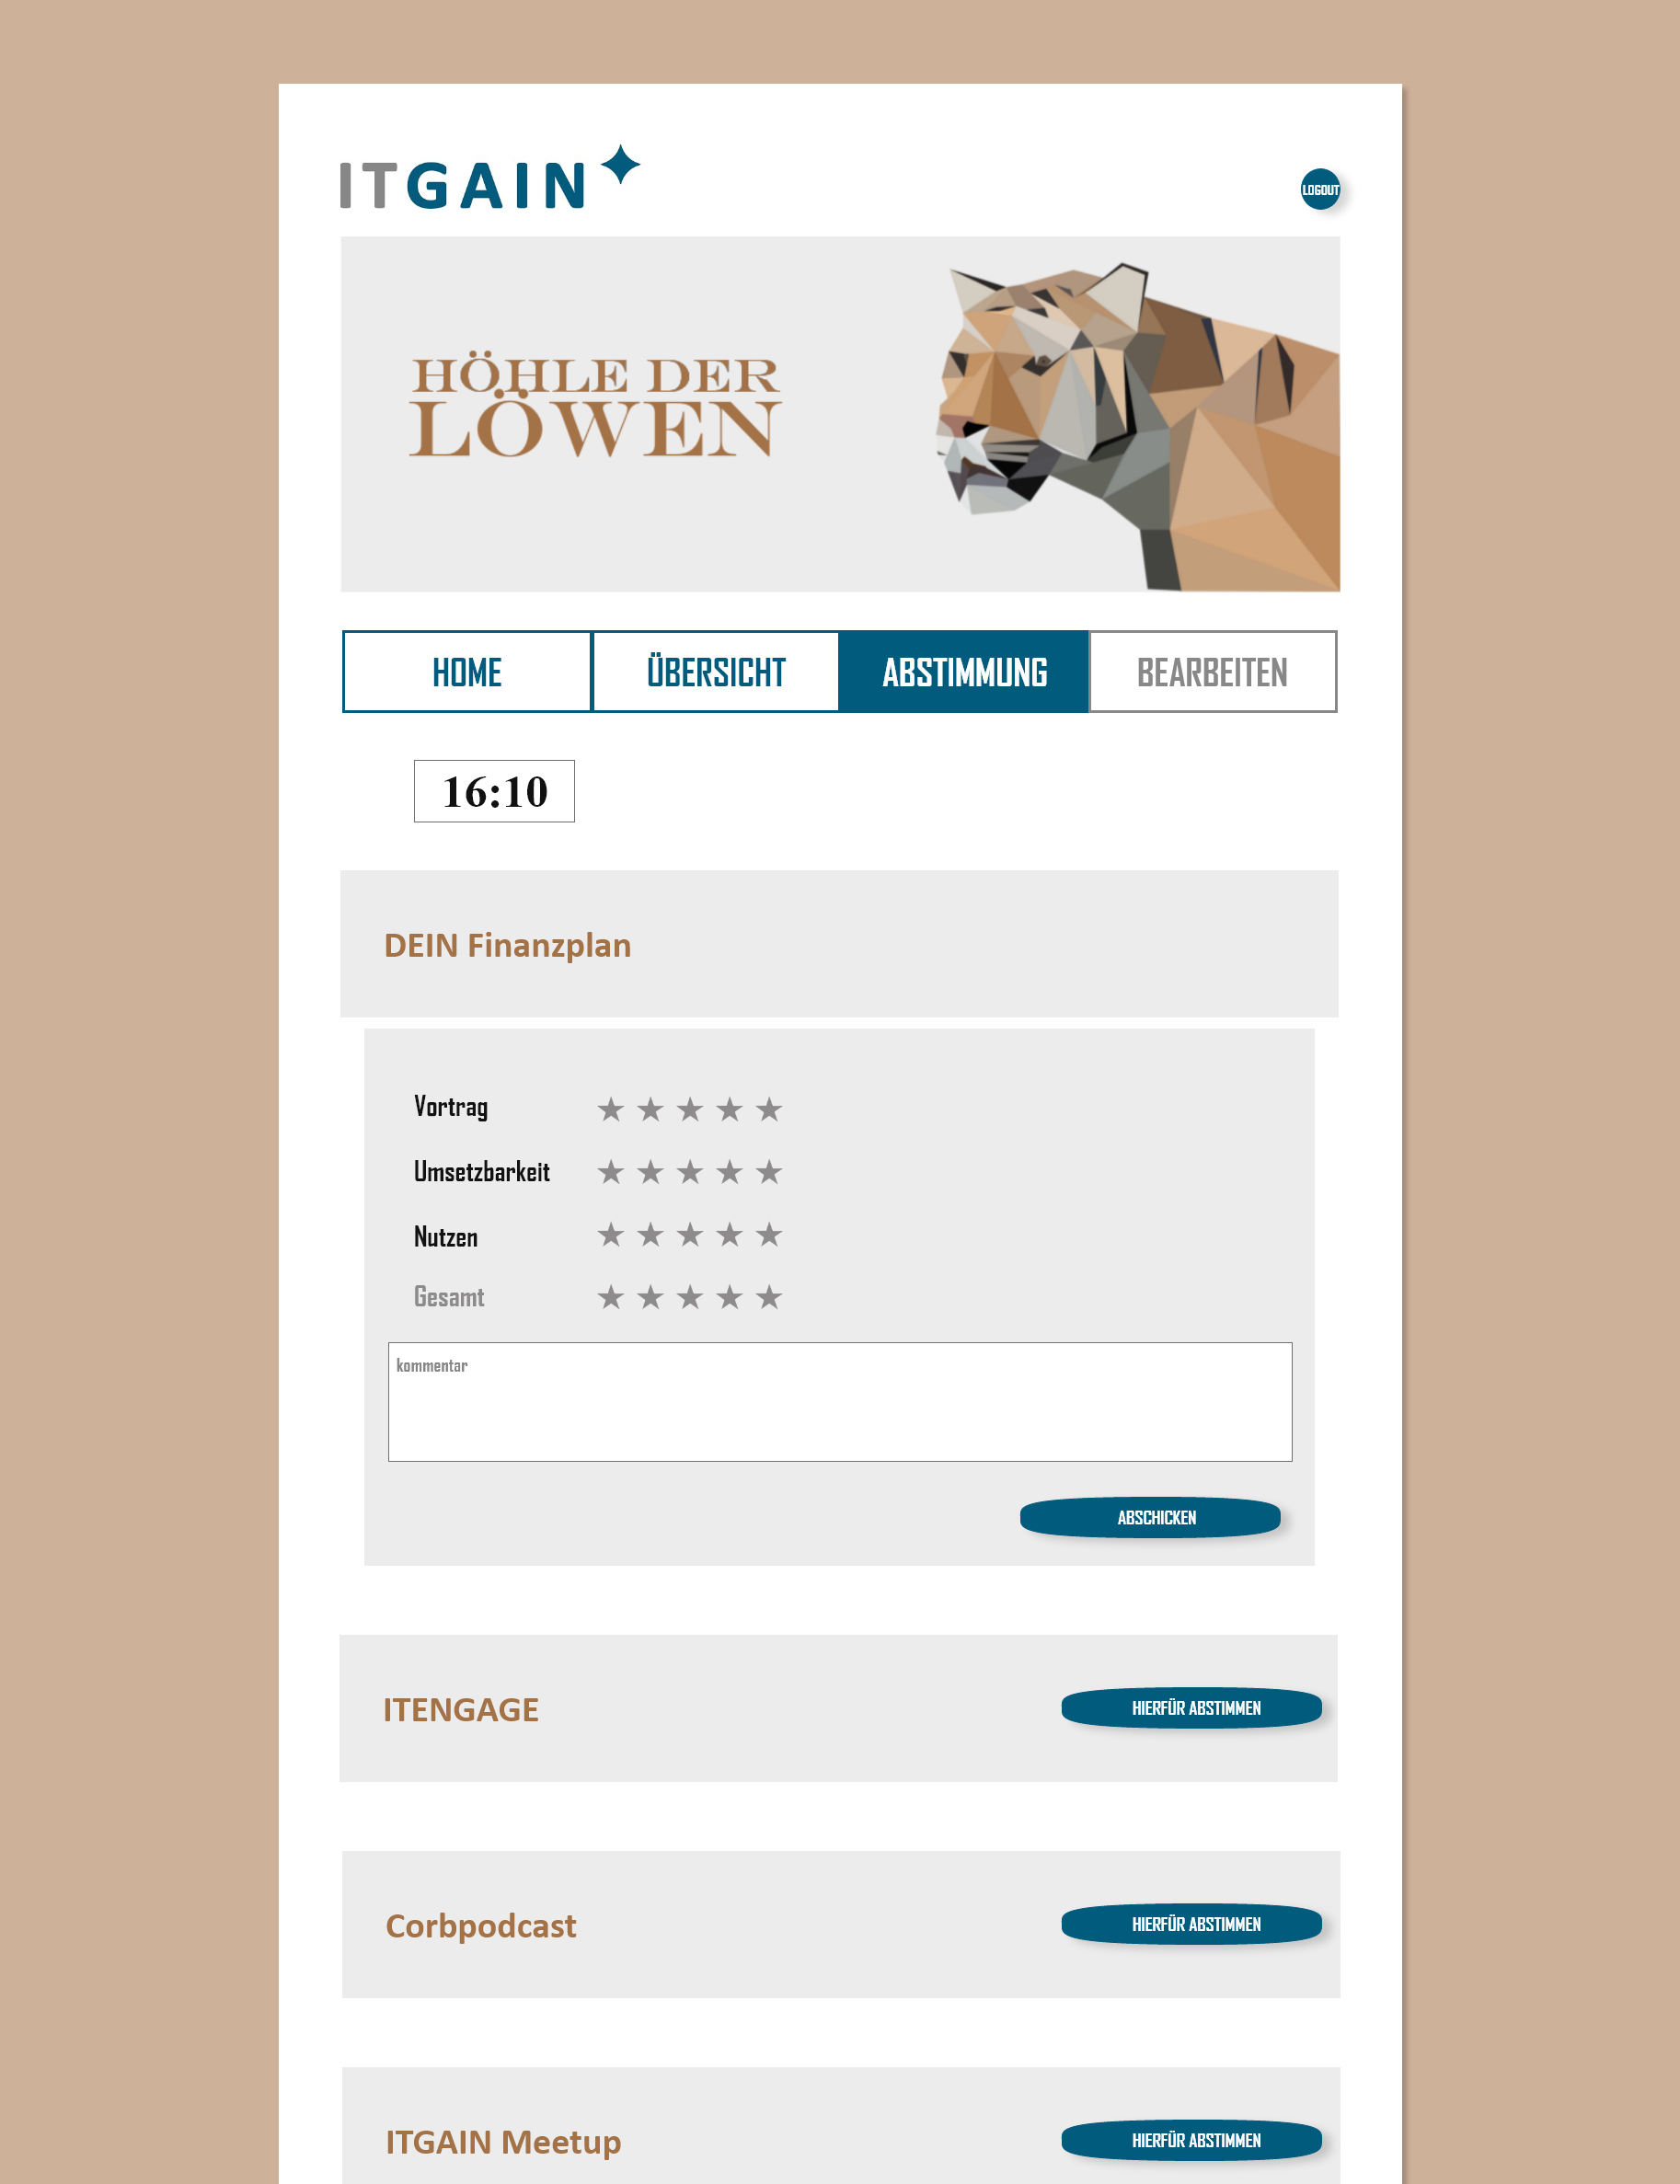 ITGAIN
LOGOUT
HÖHLE DER
LÖWEN
HOME ÜBERSICHT ABSTIMMUNG BEARBEITEN
16:10
DEIN Finanzplan
Vortrag ★ ★ ★ ★ ★
Umsetzbarkeit ★ ★ ★ ★ ★
Nutzen ★ ★ ★ ★ ★
Gesamt ★ ★ ★ ★ ★
kommentar
ABSCHICKEN
ITENGAGE HIERFÜR ABSTIMMEN
Corbpodcast HIERFÜR ABSTIMMEN
ITGAIN Meetup HIERFÜR ABSTIMMEN